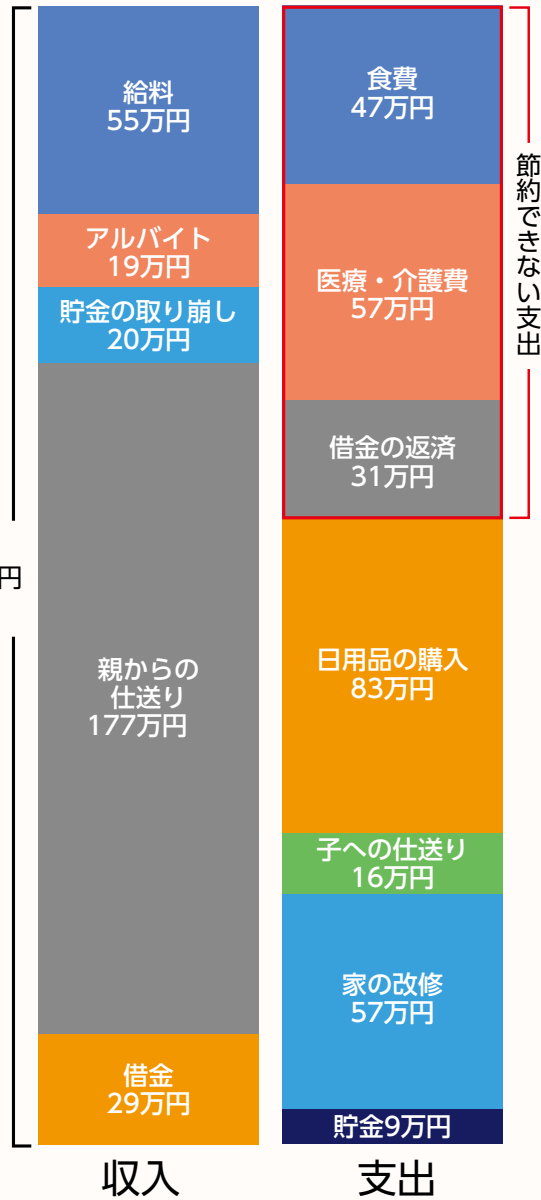 給料
55万円
アルバイト
19万円
貯金の取り崩し
20万円
親からの
仕送り
177万円
借金
29万円
円
収入
食費
47万円
医療・介護費
57万円
借金の返済
31万円
日用品の購入
83万円
子への仕送り
16万円
家の改修
57万円
貯金9万円
支出
節約できない支出